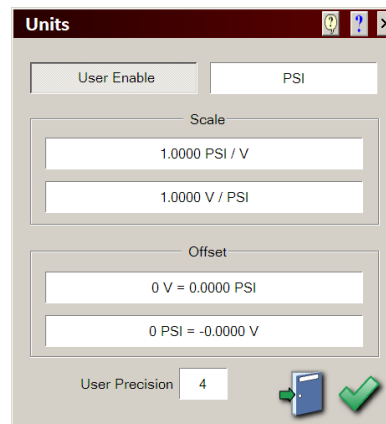 Units
User Enable PSI
Scale
1.0000 PSI / V
1.0000 V / PSI
Offset
0 V = 0.0000 PSI
0 PSI = -0.0000 V
User Precision 4